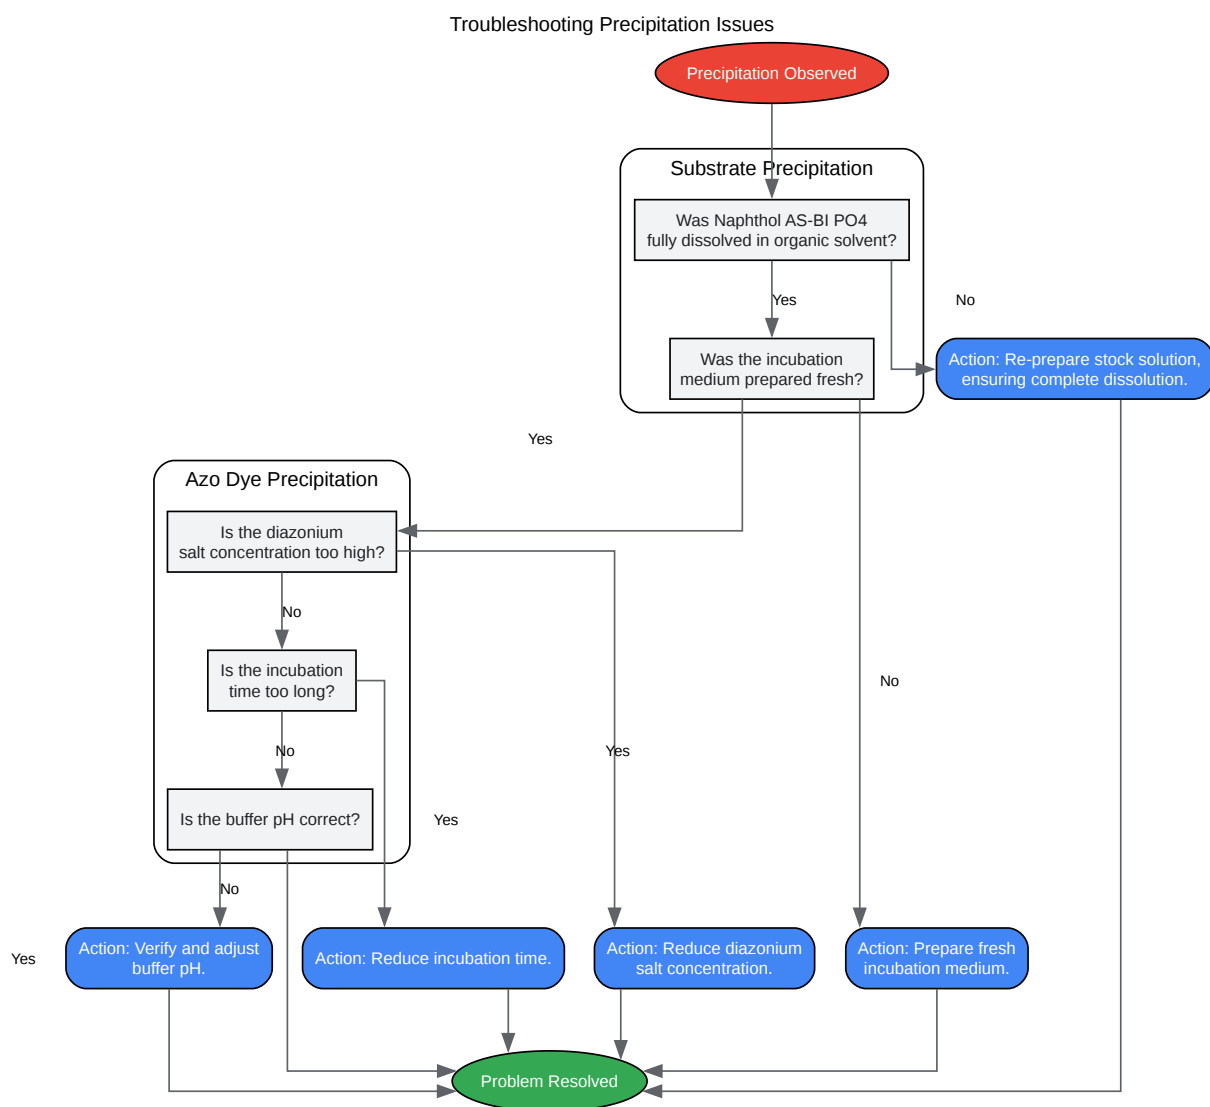 Troubleshooting Precipitation Issues
Precipitation Observed
Substrate Precipitation
Was Naphthol AS-BI PO4
fully dissolved in organic solvent?
Yes
No
Was the incubation
medium prepared fresh?
Action: Re-prepare stock solution,
ensuring complete dissolution.
Yes
Azo Dye Precipitation
Is the diazonium
salt concentration too high?
No
Is the incubation
time too long?
No
No
Yes
Is the buffer pH correct?
Yes
No
Yes
Action: Verify and adjust
buffer pH.
Action: Reduce incubation time.
Action: Reduce diazonium
salt concentration.
Action: Prepare fresh
incubation medium.
Problem Resolved